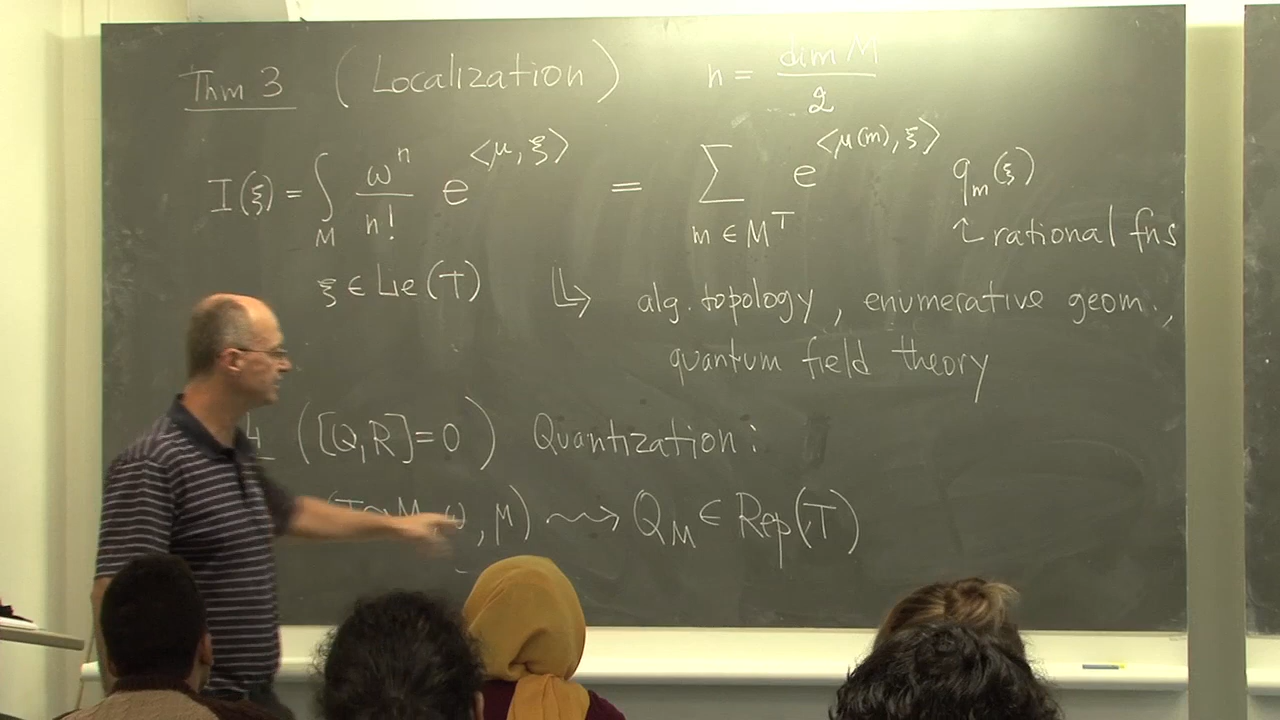 Thm 3 (Localization) n = dim M / 2
I(ξ) = ∫_M ω^n / n! e^{<μ, ξ>} = ∑_{m ∈ M^T} e^{<μ(m), ξ>} q_m(ξ)
↑ rational fns
ξ ∈ Lie(T) ↳ alg. topology, enumerative geom.,
quantum field theory
([Q,R]=0) Quantization:
(T ↷ M, ω, μ) ⇝ Q_M ∈ Rep(T)